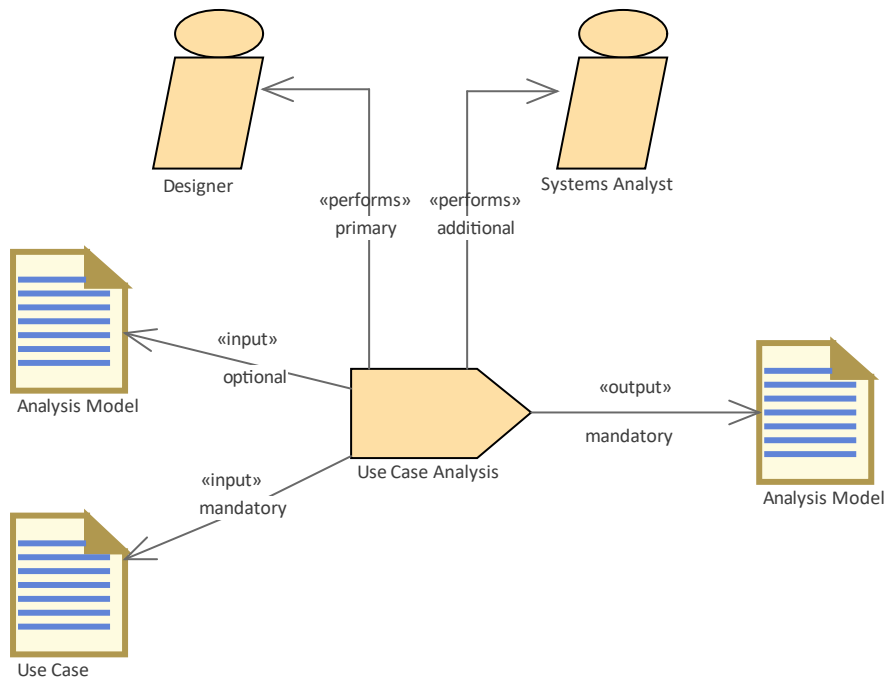 Designer
Systems Analyst
«performs»
primary
«performs»
additional
«input»
optional
Analysis Model
«output»
mandatory
Use Case Analysis
«input»
mandatory
Analysis Model
Use Case